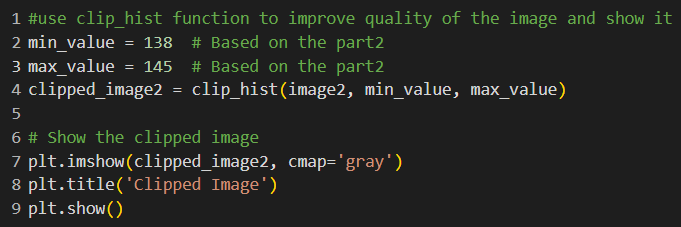 1 #use clip_hist function to improve quality of the image and show it
2 min_value = 138  # Based on the part2
3 max_value = 145  # Based on the part2
4 clipped_image2 = clip_hist(image2, min_value, max_value)
5
6 # Show the clipped image
7 plt.imshow(clipped_image2, cmap='gray')
8 plt.title('Clipped Image')
9 plt.show()